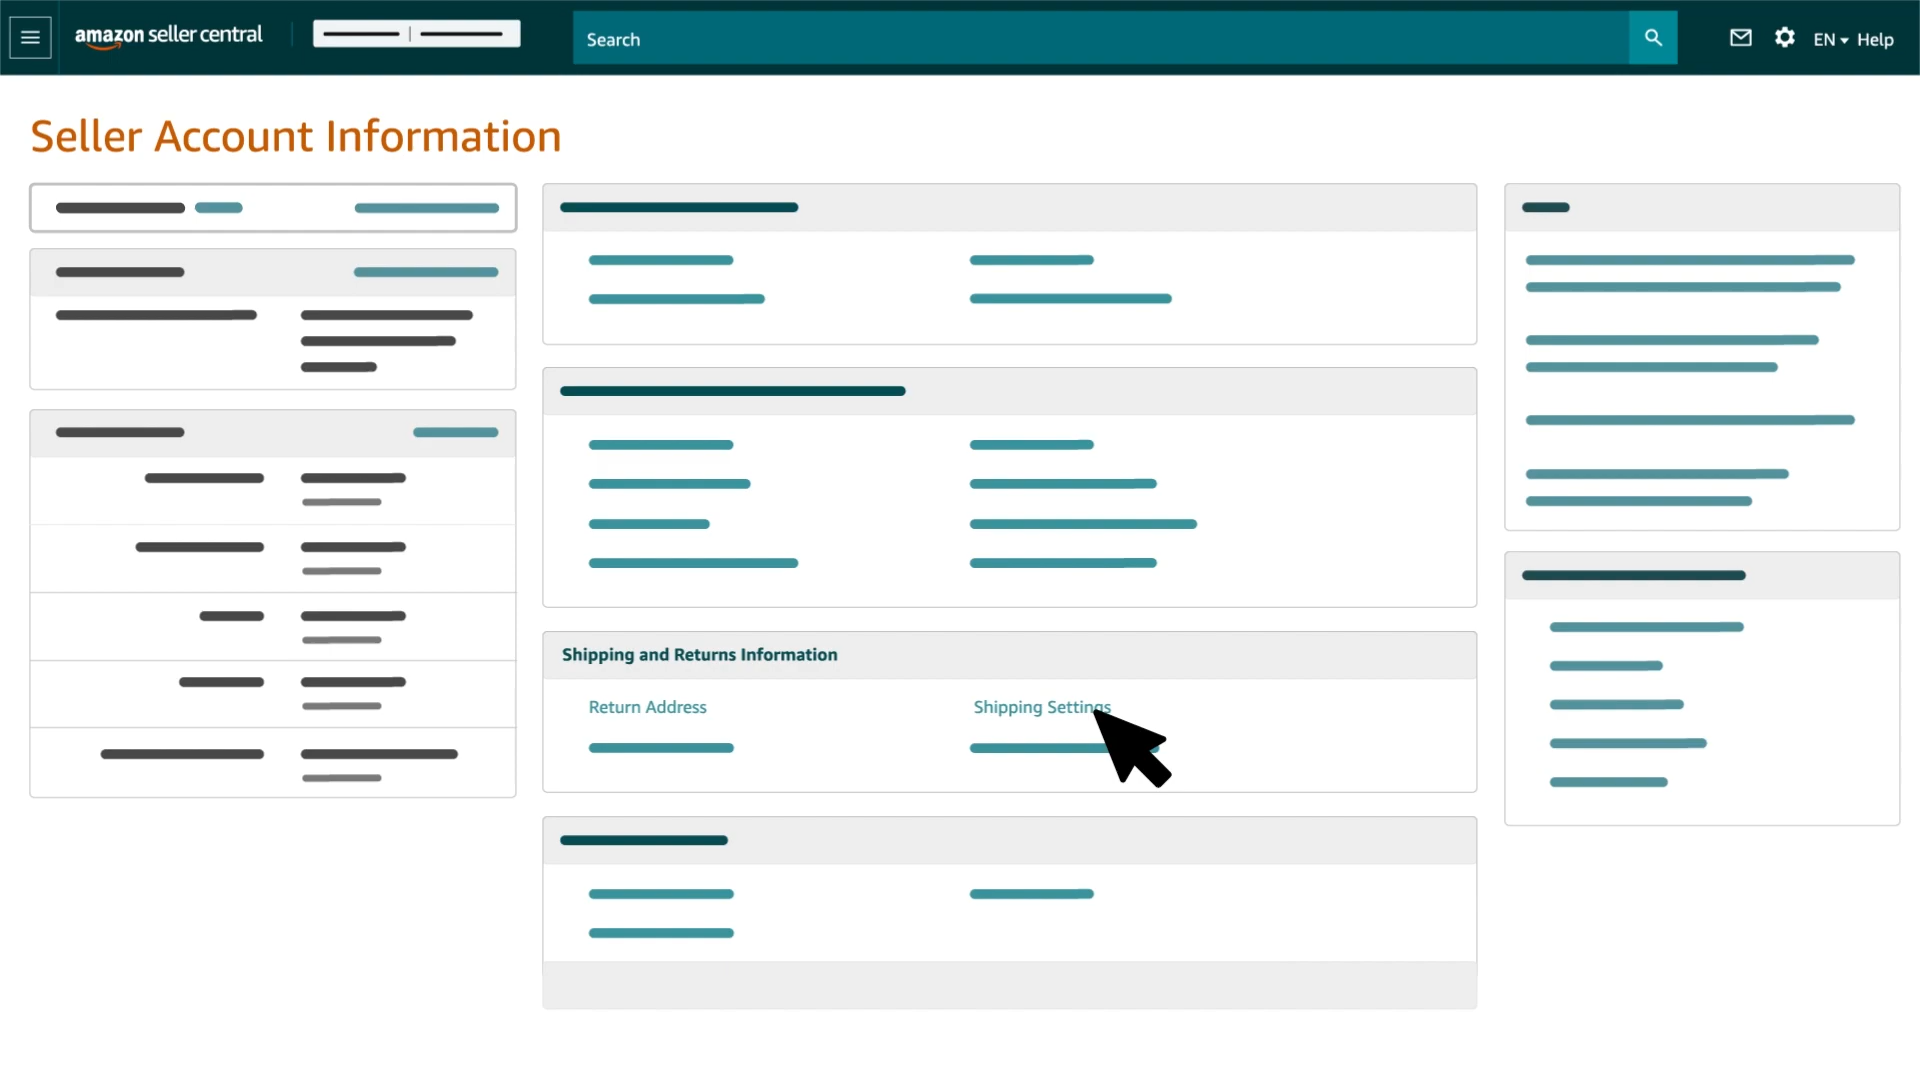 amazon seller central
Search
EN
Help
Seller Account Information
Shipping and Returns Information
Return Address
Shipping Settings